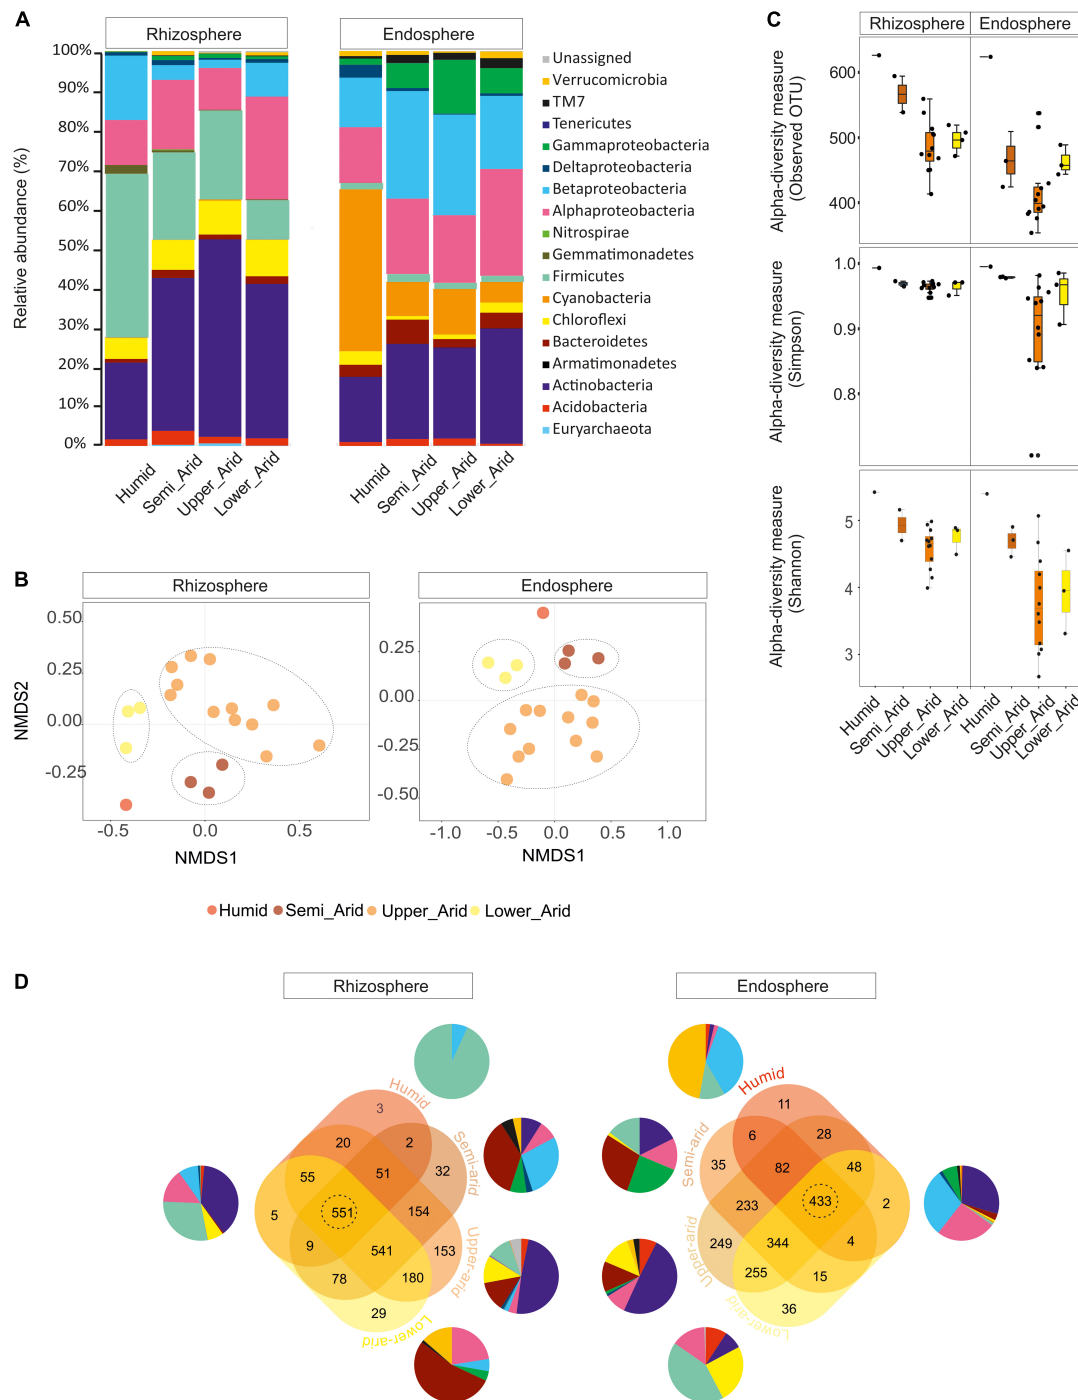 A
Rhizosphere
Endosphere
100%
90%
80%
70%
60%
50%
40%
30%
20%
10%
0%
Relative abundance (%)
Humid
Semi_Arid
Upper_Arid
Lower_Arid
Humid
Semi_Arid
Upper_Arid
Lower_Arid
Unassigned
Verrucomicrobia
TM7
Tenericutes
Gammaproteobacteria
Deltaproteobacteria
Betaproteobacteria
Alphaproteobacteria
Nitrospirae
Gemmatimonadetes
Firmicutes
Cyanobacteria
Chloroflexi
Bacteroidetes
Armatimonadetes
Actinobacteria
Acidobacteria
Euryarchaeota
B
Rhizosphere
Endosphere
NMDS2
0.50
0.25
0.00
-0.25
-0.5
0.0
0.5
NMDS1
0.25
0.00
-0.25
-0.50
-1.0
-0.5
0.0
0.5
1.0
NMDS1
Humid
Semi_Arid
Upper_Arid
Lower_Arid
C
Rhizosphere
Endosphere
Alpha-diversity measure
(Observed OTU)
600
500
400
Alpha-diversity measure
(Simpson)
1.0
0.9
0.8
Alpha-diversity measure
(Shannon)
5
4
3
Humid
Semi_Arid
Upper_Arid
Lower_Arid
Humid
Semi_Arid
Upper_Arid
Lower_Arid
D
Rhizosphere
Endosphere
Humid
Semi-arid
Upper-arid
Lower-arid
3
20
2
55
51
32
5
551
154
9
541
153
78
180
29
Humid
Semi-arid
Upper-arid
Lower-arid
11
6
28
35
82
48
233
433
2
249
344
4
255
15
36